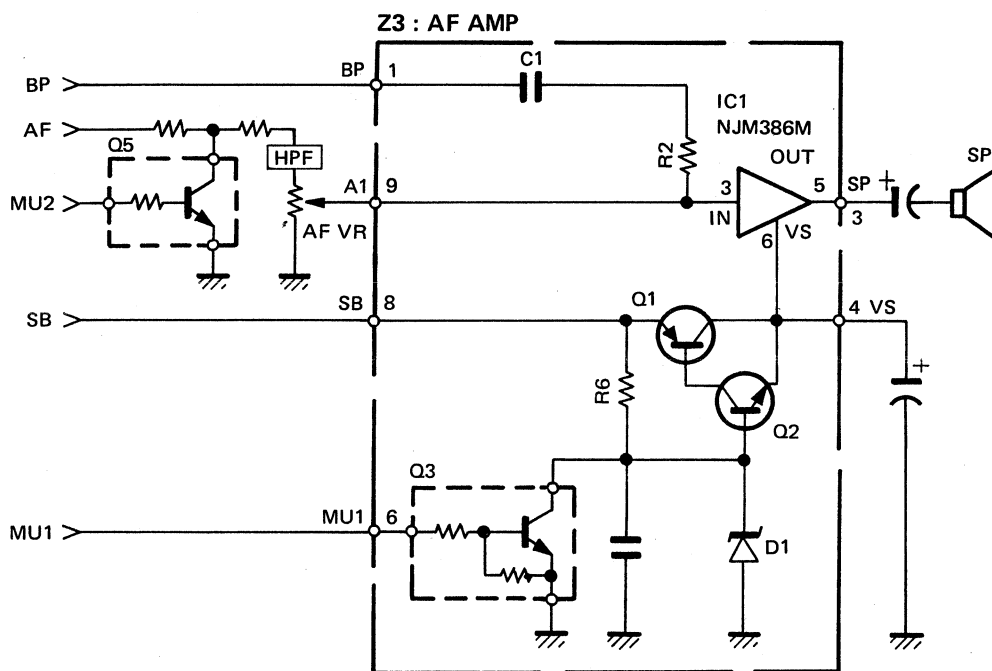 Z3 : AF AMP
BP
BP 1
C1
IC1
NJM386M
OUT
AF
Q5
HPF
R2
MU2
A1 9
AF VR
3
IN
5
SP
3
+
SP
6 VS
SB
SB 8
Q1
4 VS
R6
Q2
+
Q3
MU1
MU1 6
D1